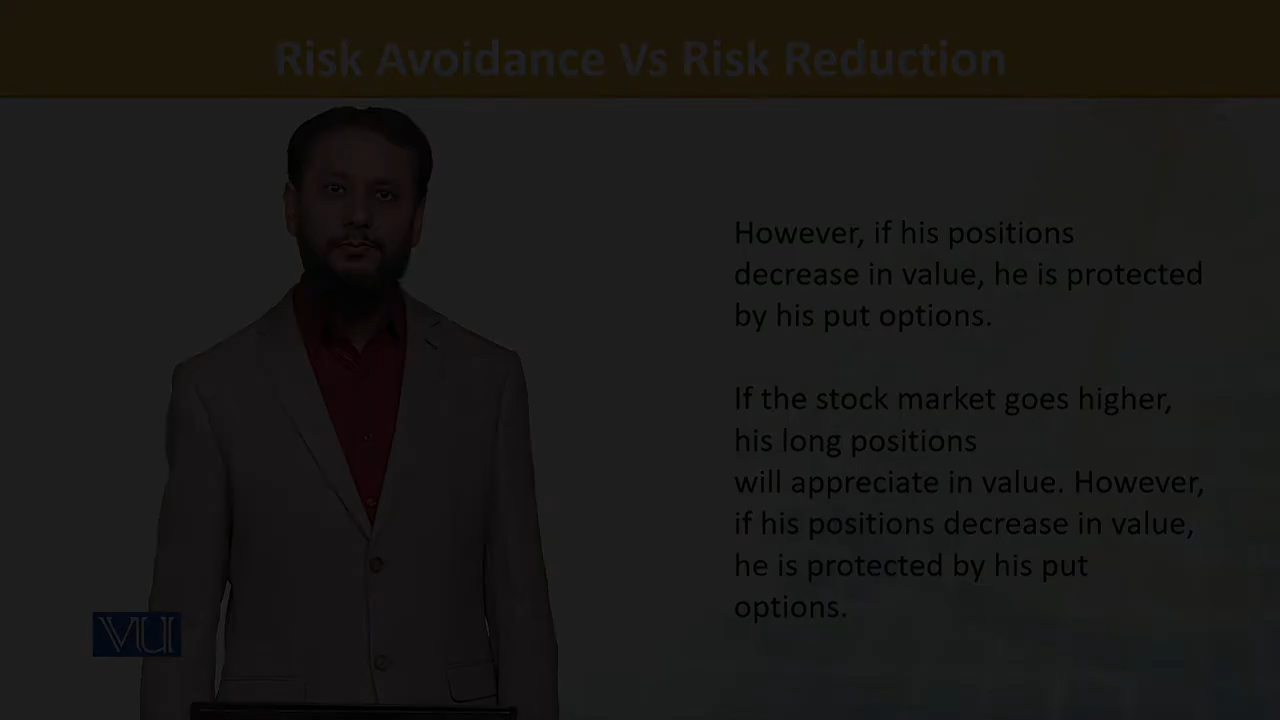 Risk Avoidance Vs Risk Reduction
However, if his positions
decrease in value, he is protected
by his put options.
If the stock market goes higher,
his long positions
will appreciate in value. However,
if his positions decrease in value,
he is protected by his put
options.
VU